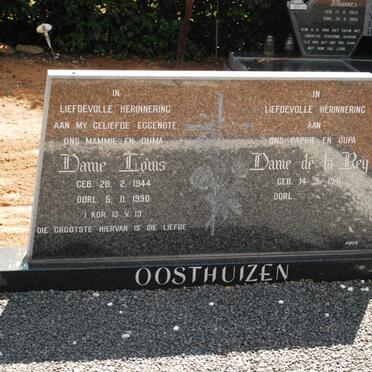 IN
LIEFDEVOLLE HERINNERING
AAN MY GELIEFDE EGGENOTE
ONS MAMMIE EN OUMA
Danie Louis
GEB. 28. 2. 1944
OORL. 5. 11. 1990
1 KOR. 13 V. 13
DIE GROOTSTE HIERVAN IS DIE LIEFDE
IN
LIEFDEVOLLE HERINNERING
AAN
ONS PAPPIE EN OUPA
Danie de la Rey
GEB. 14. 1941
OORL.
OOSTHUIZEN
JOHANNES